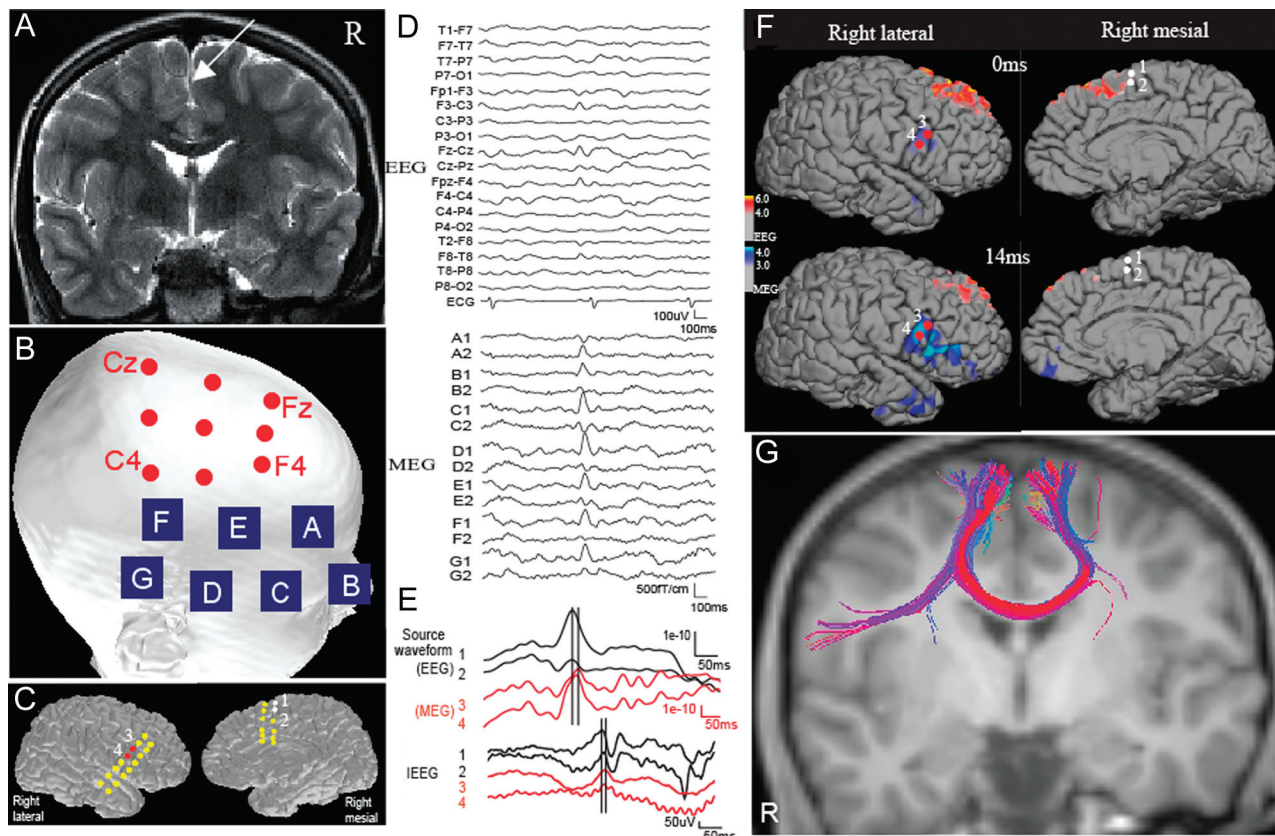 A
R
B
Cz
Fz
C4
F4
F
E
A
G
D
C
B
C
1
2
3
4
Right lateral
Right mesial
D
EEG
T1-F7
F7-T7
T7-P7
P7-O1
Fp1-F3
F3-C3
C3-P3
P3-O1
Fz-Cz
Cz-Pz
Fpz-F4
F4-C4
C4-P4
P4-O2
T2-F8
F8-T8
T8-P8
P8-O2
ECG
100uV
100ms
MEG
A1
A2
B1
B2
C1
C2
D1
D2
E1
E2
F1
F2
G1
G2
500fT/cm
100ms
E
Source waveform
(EEG)
1
2
1e-10
50ms
(MEG)
3
4
1e-10
50ms
IEEG
1
2
3
4
50uV
50ms
F
Right lateral
Right mesial
0ms
1
2
3
4
6.0
4.0
EEG
4.0
3.0
MEG
14ms
1
2
3
4
G
R